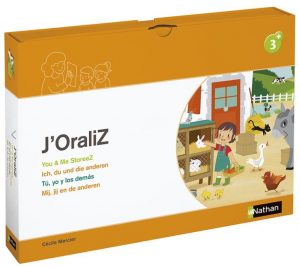 3+
J'OraliZ
You & Me StoreeZ
Ich, du und die anderen
Tú, yo y los demás
Mij, jij en de anderen
Cécile Mercier
Nathan